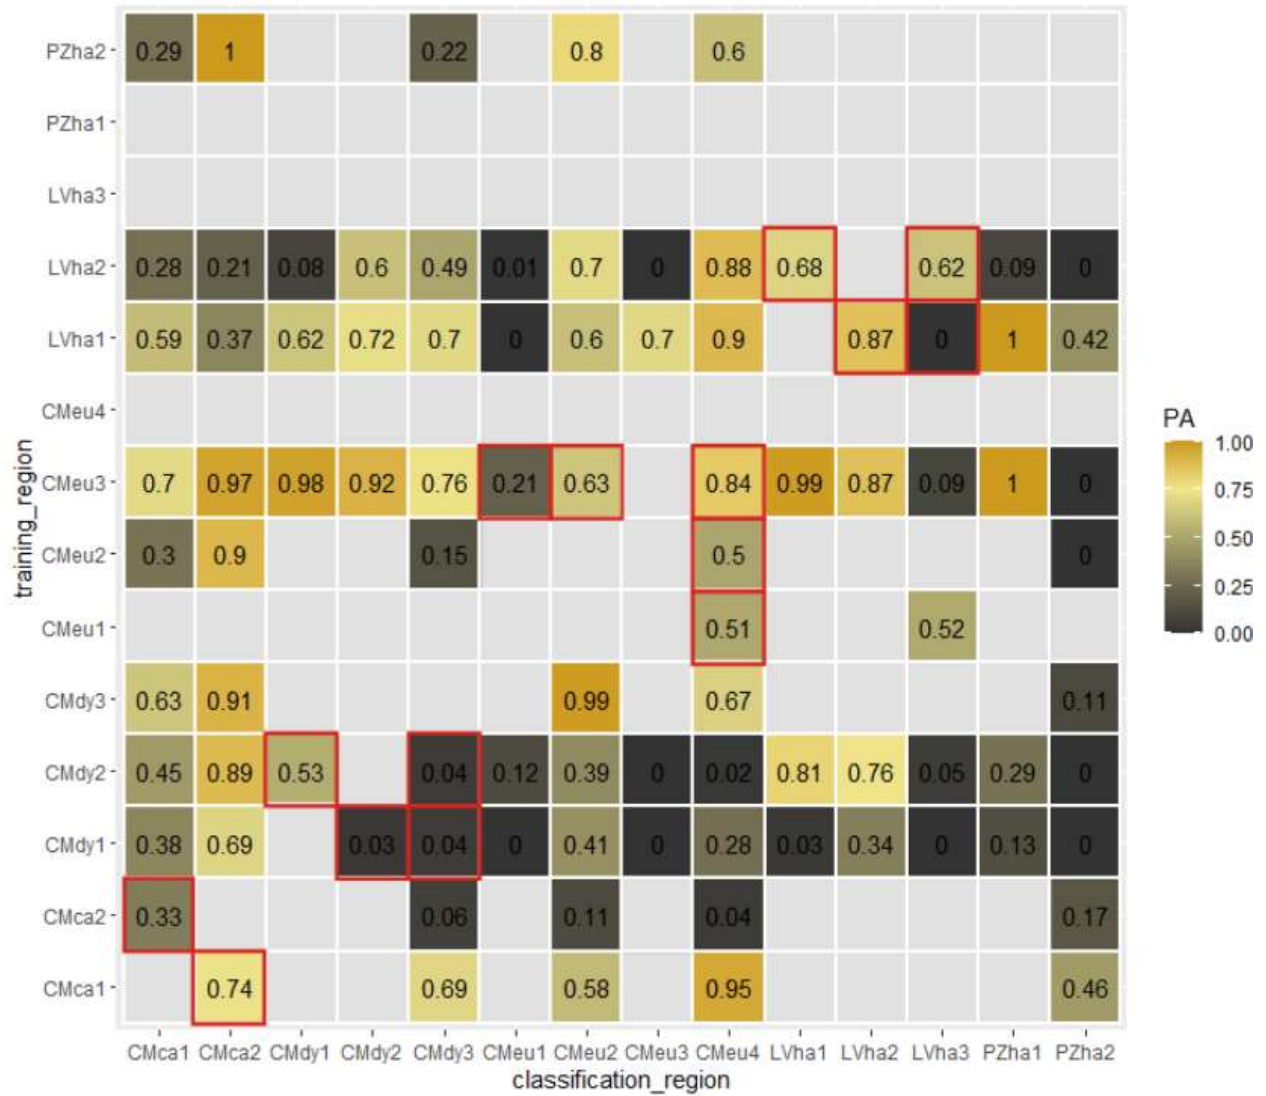 PZha2 0.29 1 0.22 0.8 0.6
PZha1
LVha3
LVha2 0.28 0.21 0.08 0.6 0.49 0.01 0.7 0 0.88 0.68 0.62 0.09 0
LVha1 0.59 0.37 0.62 0.72 0.7 0 0.6 0.7 0.9 0.87 0 1 0.42
CMeu4
CMeu3 0.7 0.97 0.98 0.92 0.76 0.21 0.63 0.84 0.99 0.87 0.09 1 0
CMeu2 0.3 0.9 0.15 0.5 0
CMeu1 0.51 0.52
CMdy3 0.63 0.91 0.99 0.67 0.11
CMdy2 0.45 0.89 0.53 0.04 0.12 0.39 0 0.02 0.81 0.76 0.05 0.29 0
CMdy1 0.38 0.69 0.03 0.04 0 0.41 0 0.28 0.03 0.34 0 0.13 0
CMca2 0.33 0.06 0.11 0.04 0.17
CMca1 0.74 0.69 0.58 0.95 0.46
CMca1 CMca2 CMdy1 CMdy2 CMdy3 CMeu1 CMeu2 CMeu3 CMeu4 LVha1 LVha2 LVha3 PZha1 PZha2
classification_region
training_region
PA
1.00
0.75
0.50
0.25
0.00